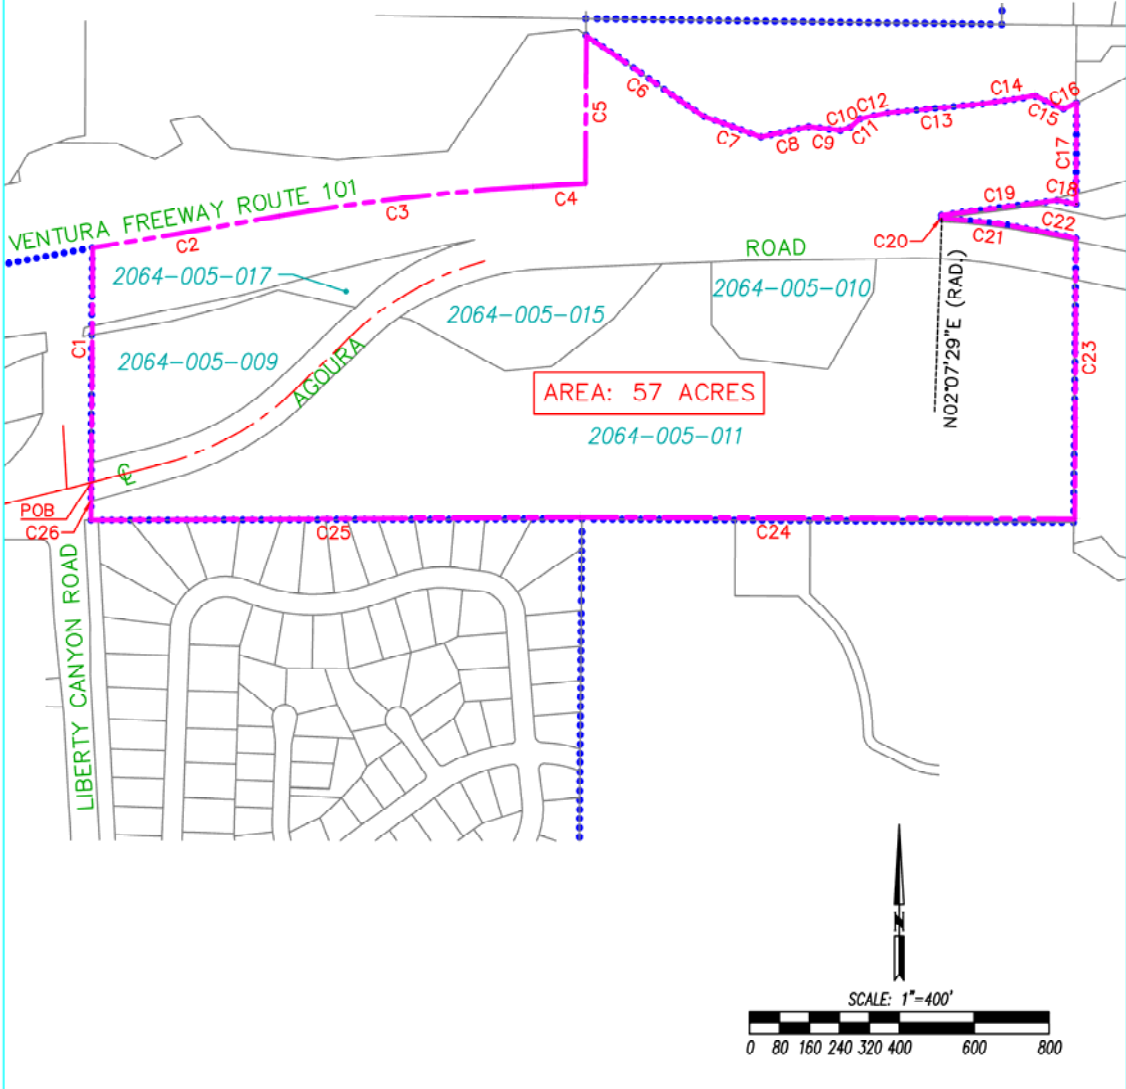 C6
C5
C7
C8
C9
C10
C11
C12
C13
C14
C15
C16
C17
C18
C19
C20
C21
C22
VENTURA FREEWAY ROUTE 101
C2
C3
C4
ROAD
2064-005-017
2064-005-015
2064-005-010
N02°07'29"E (RAD.)
C1
2064-005-009
AGOURA
AREA: 57 ACRES
2064-005-011
C23
CL
POB
C26
C25
C24
LIBERTY CANYON ROAD
N
SCALE: 1"=400'
0 80 160 240 320 400 600 800